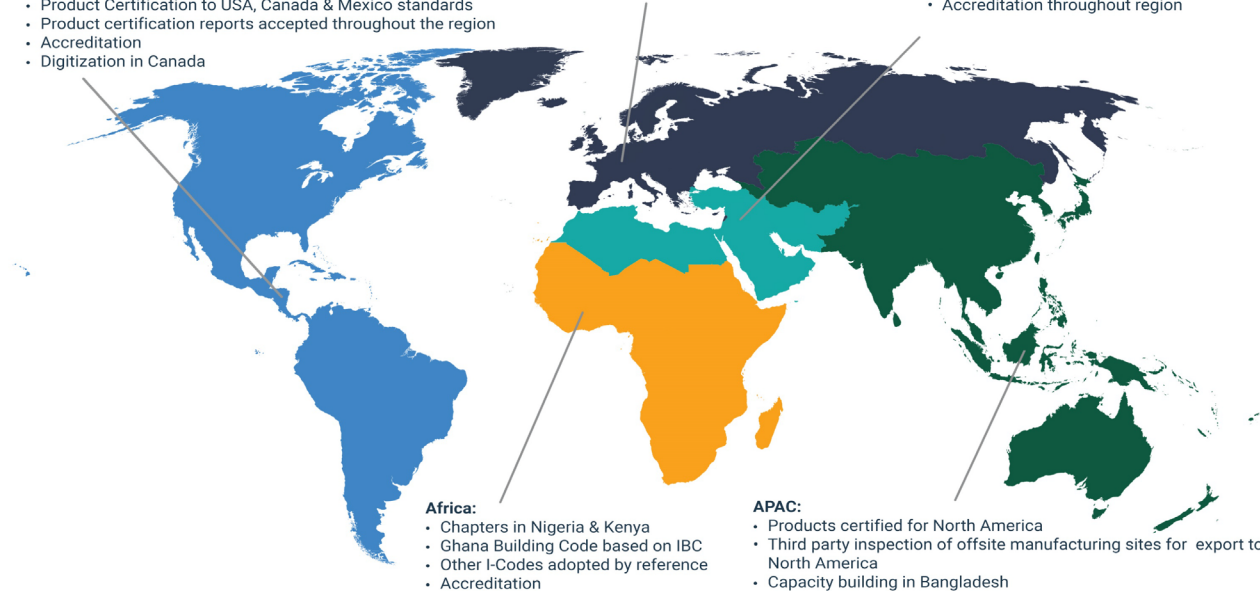 • Product Certification to USA, Canada & Mexico standards
• Product certification reports accepted throughout the region
• Accreditation
• Digitization in Canada
• Accreditation throughout region
Africa:
• Chapters in Nigeria & Kenya
• Ghana Building Code based on IBC
• Other I-Codes adopted by reference
• Accreditation
APAC:
• Products certified for North America
• Third party inspection of offsite manufacturing sites for export to
North America
• Capacity building in Bangladesh